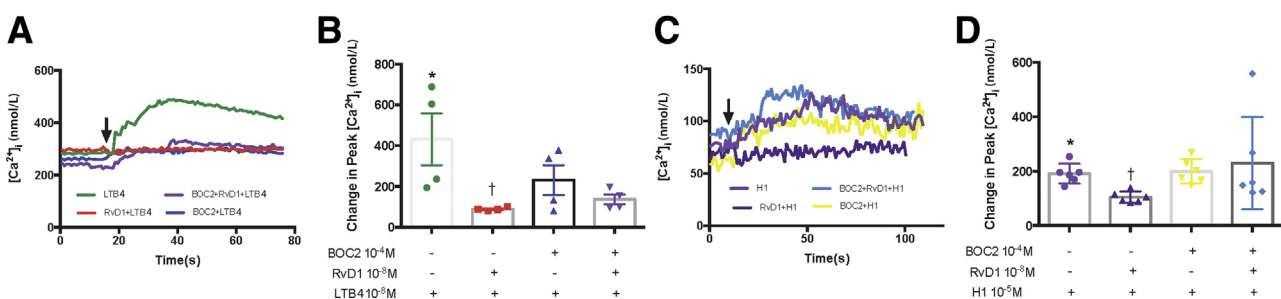 A
[Ca²⁺]i (nmol/L)
600
400
200
0
0 20 40 60 80
Time(s)
LTB4
RvD1+LTB4
BOC2+RvD1+LTB4
BOC2+LTB4
B
Change in Peak [Ca²⁺]i (nmol/L)
800
600
400
200
0
*
†
BOC2 10⁻⁴M - - + +
RvD1 10⁻⁸M - + - +
LTB4 10⁻⁸M + + + +
C
[Ca²⁺]i (nmol/L)
150
125
100
75
50
25
0
0 50 100
Time(s)
H1
RvD1+H1
BOC2+RvD1+H1
BOC2+H1
D
Change in Peak [Ca²⁺]i (nmol/L)
600
400
200
0
*
†
BOC2 10⁻⁴M - - + +
RvD1 10⁻⁸M - + - +
H1 10⁻⁵M + + + +